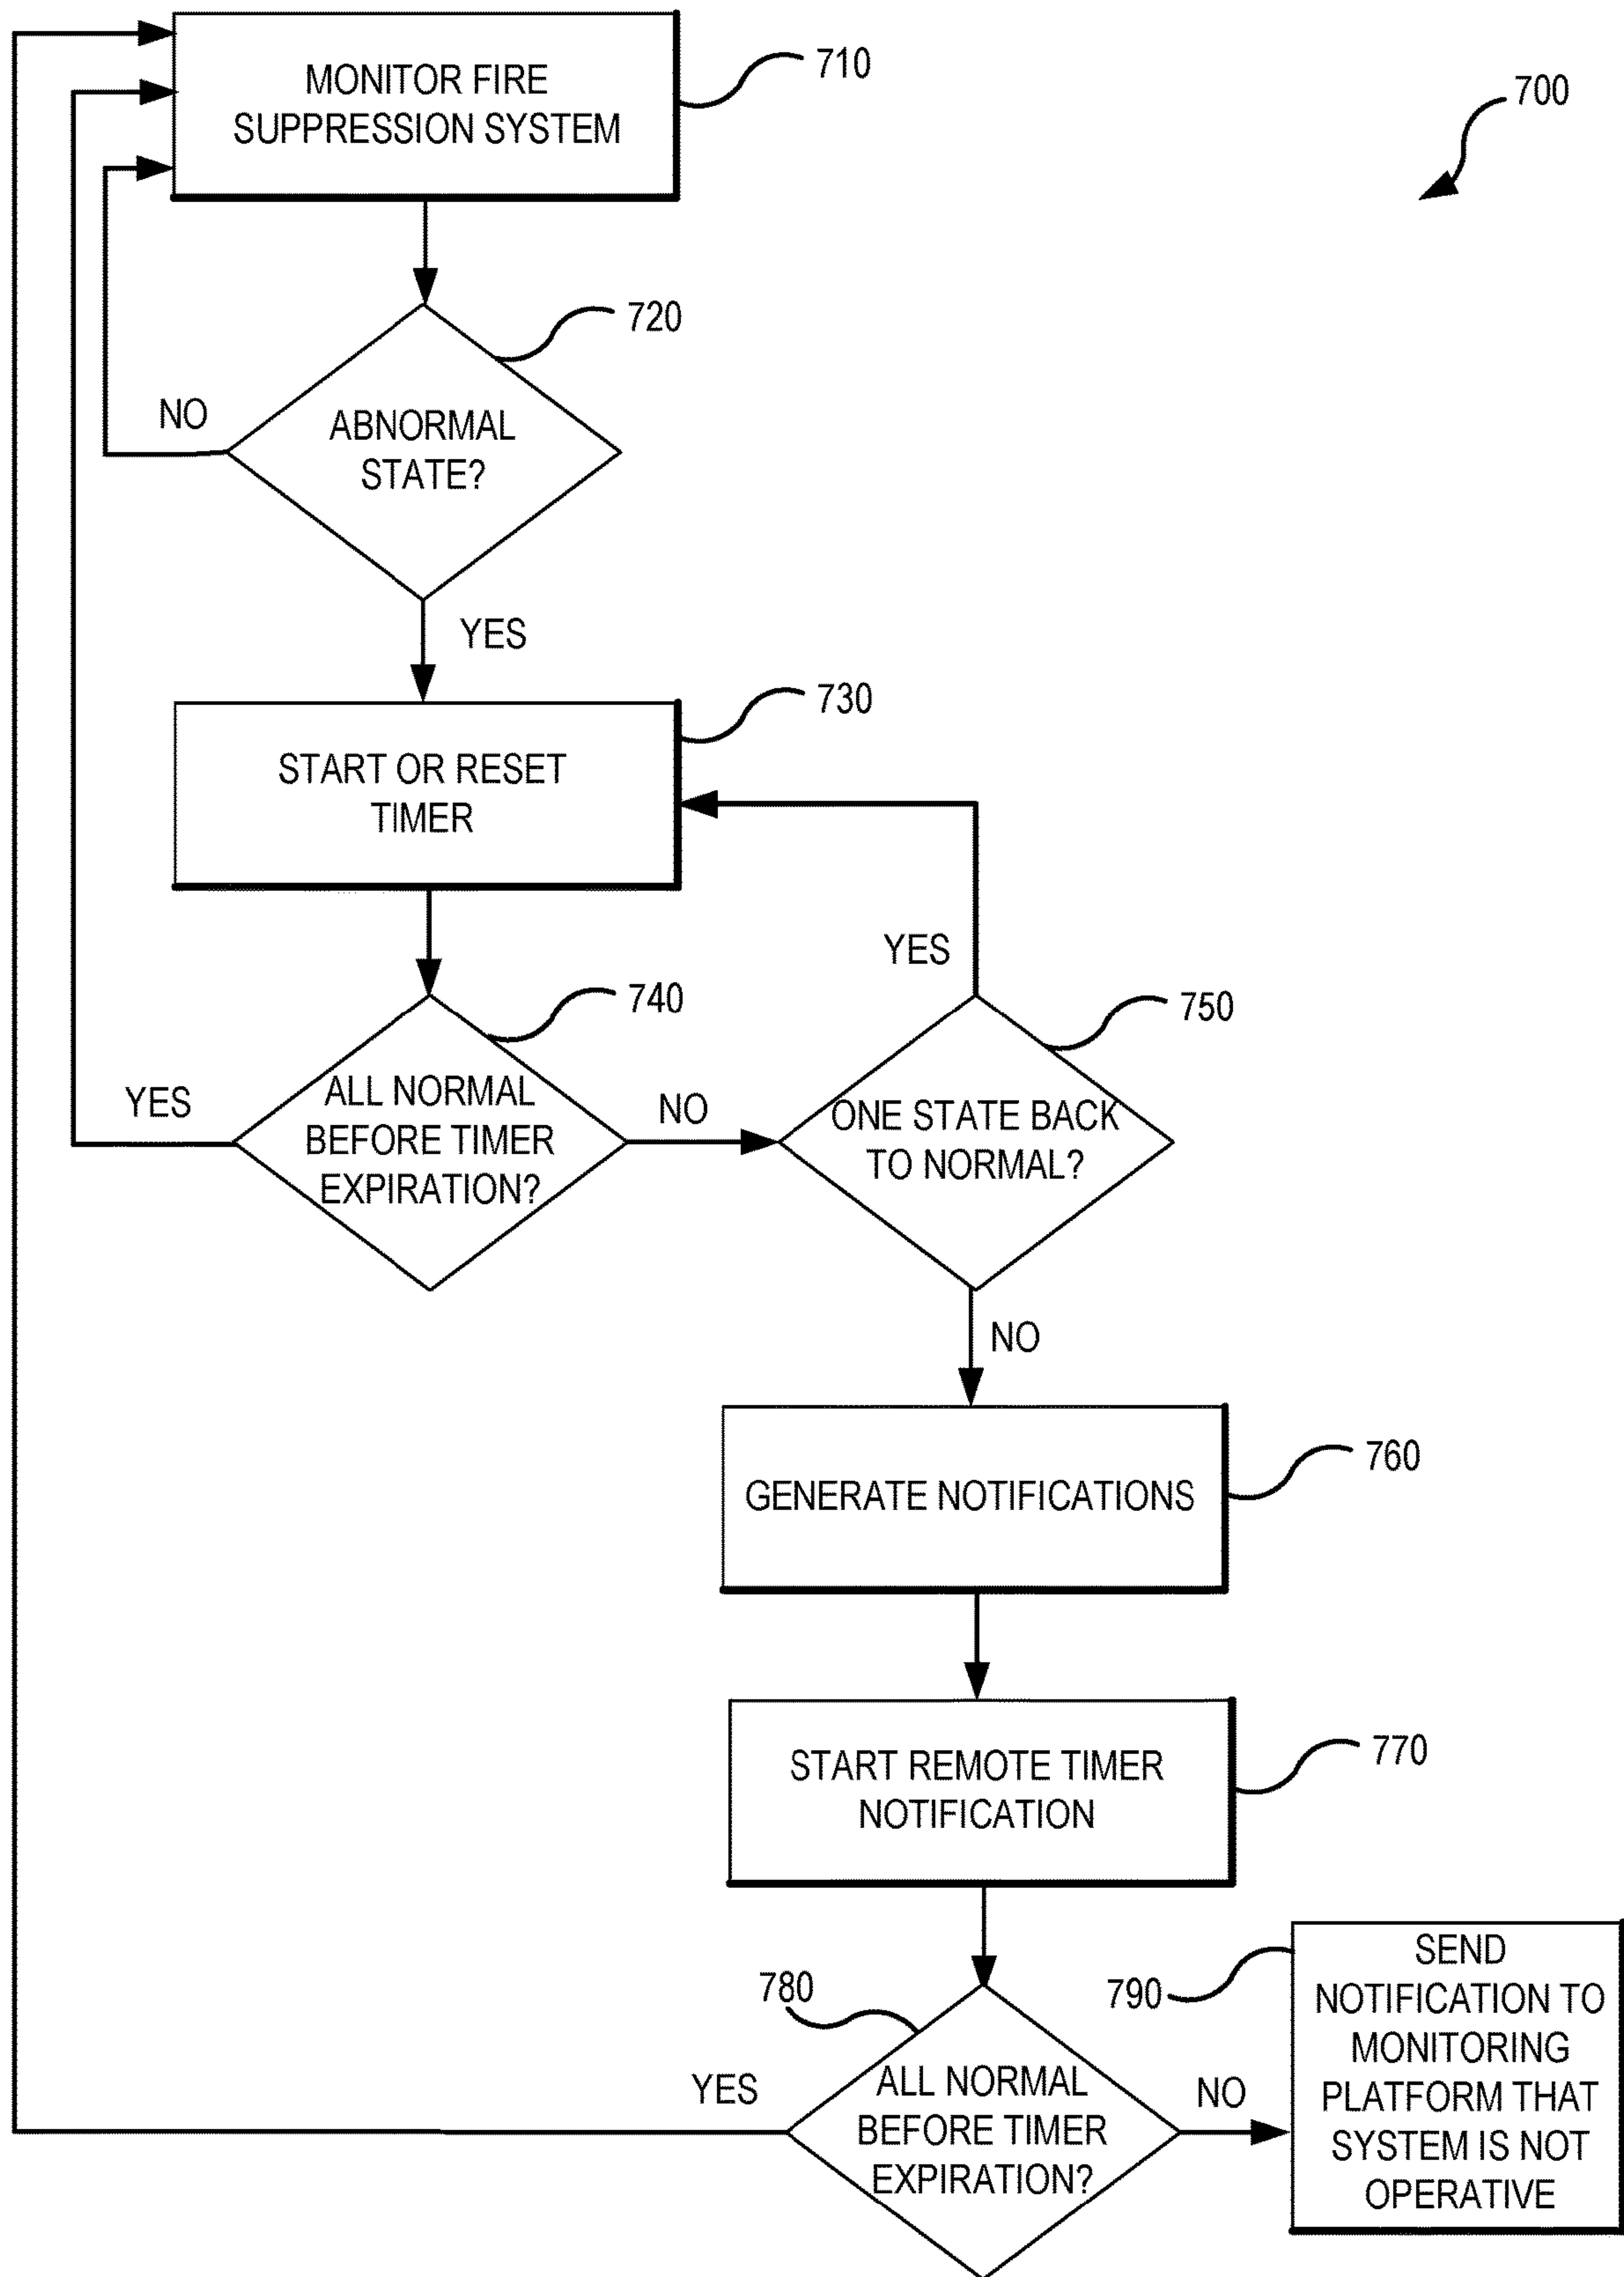 MONITOR FIRE
SUPPRESSION SYSTEM
710
700
720
NO
ABNORMAL
STATE?
YES
730
START OR RESET
TIMER
YES
740
750
YES
ALL NORMAL
BEFORE TIMER
EXPIRATION?
NO
ONE STATE BACK
TO NORMAL?
NO
760
GENERATE NOTIFICATIONS
770
START REMOTE TIMER
NOTIFICATION
780
790
YES
ALL NORMAL
BEFORE TIMER
EXPIRATION?
NO
SEND
NOTIFICATION TO
MONITORING
PLATFORM THAT
SYSTEM IS NOT
OPERATIVE